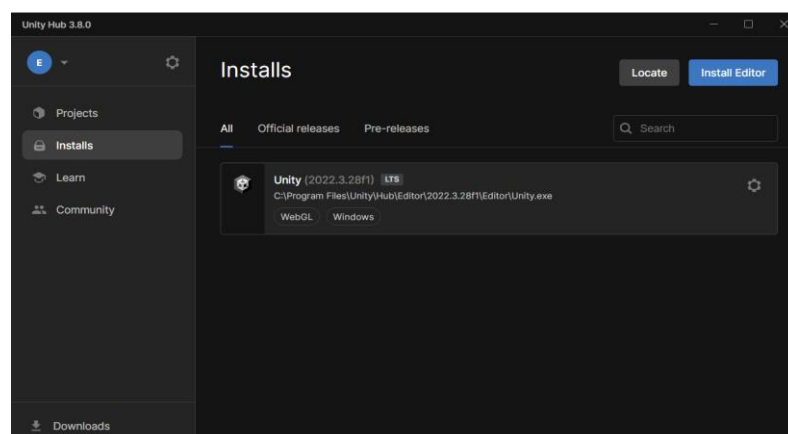 Unity Hub 3.8.0
E
Installs
Locate
Install Editor
Projects
Installs
Learn
Community
All Official releases Pre-releases
Search
Unity (2022.3.28f1) LTS
C:\Program Files\Unity\Hub\Editor\2022.3.28f1\Editor\Unity.exe
WebGL Windows
Downloads